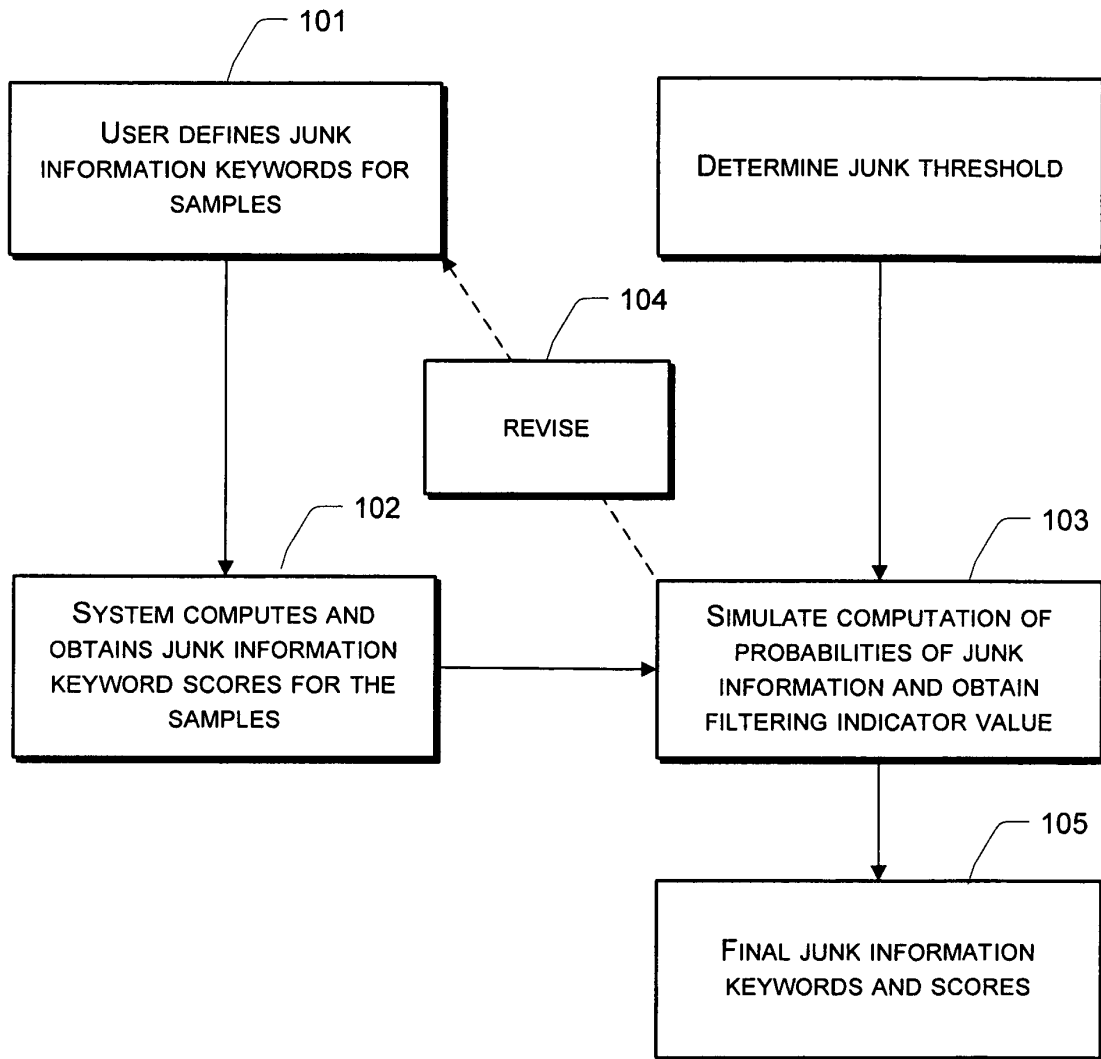 101
USER DEFINES JUNK
INFORMATION KEYWORDS FOR
SAMPLES
DETERMINE JUNK THRESHOLD
104
REVISE
102
SYSTEM COMPUTES AND
OBTAINS JUNK INFORMATION
KEYWORD SCORES FOR THE
SAMPLES
103
SIMULATE COMPUTATION OF
PROBABILITIES OF JUNK
INFORMATION AND OBTAIN
FILTERING INDICATOR VALUE
105
FINAL JUNK INFORMATION
KEYWORDS AND SCORES